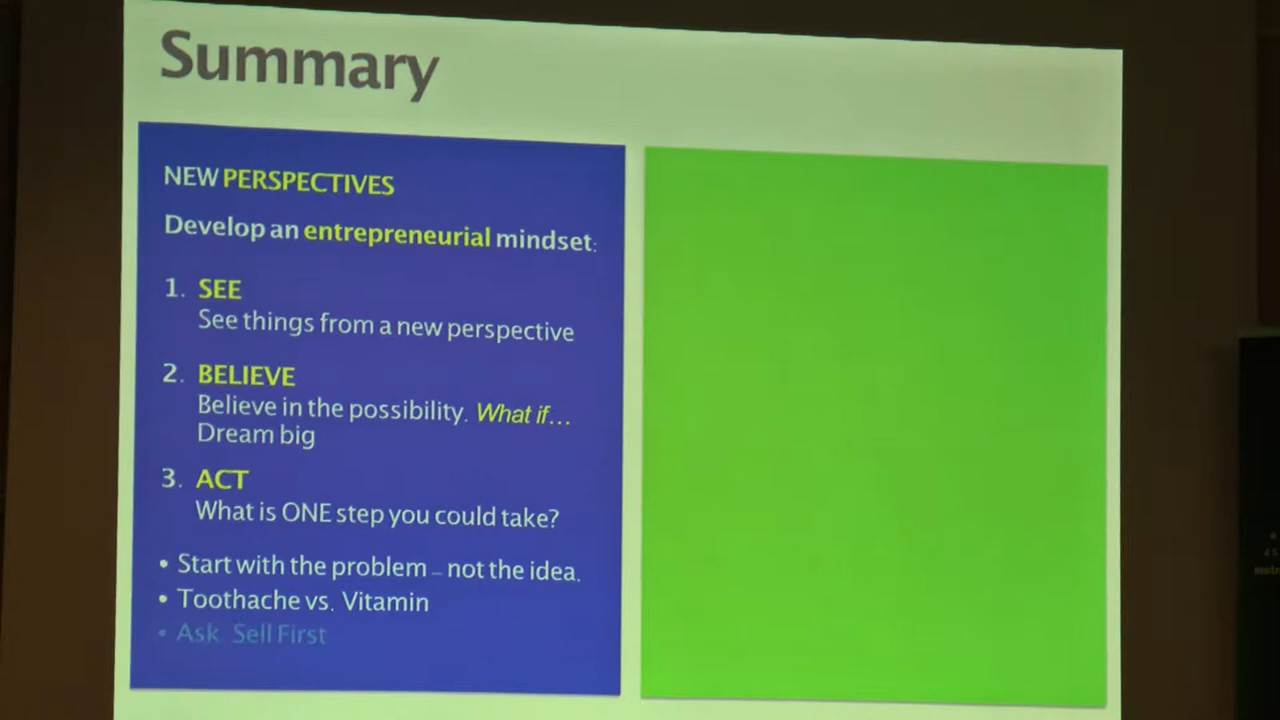 Summary
NEW PERSPECTIVES
Develop an entrepreneurial mindset:
1. SEE
See things from a new perspective
2. BELIEVE
Believe in the possibility. What if...
Dream big
3. ACT
What is ONE step you could take?
• Start with the problem – not the idea.
• Toothache vs. Vitamin
• Ask Sell First